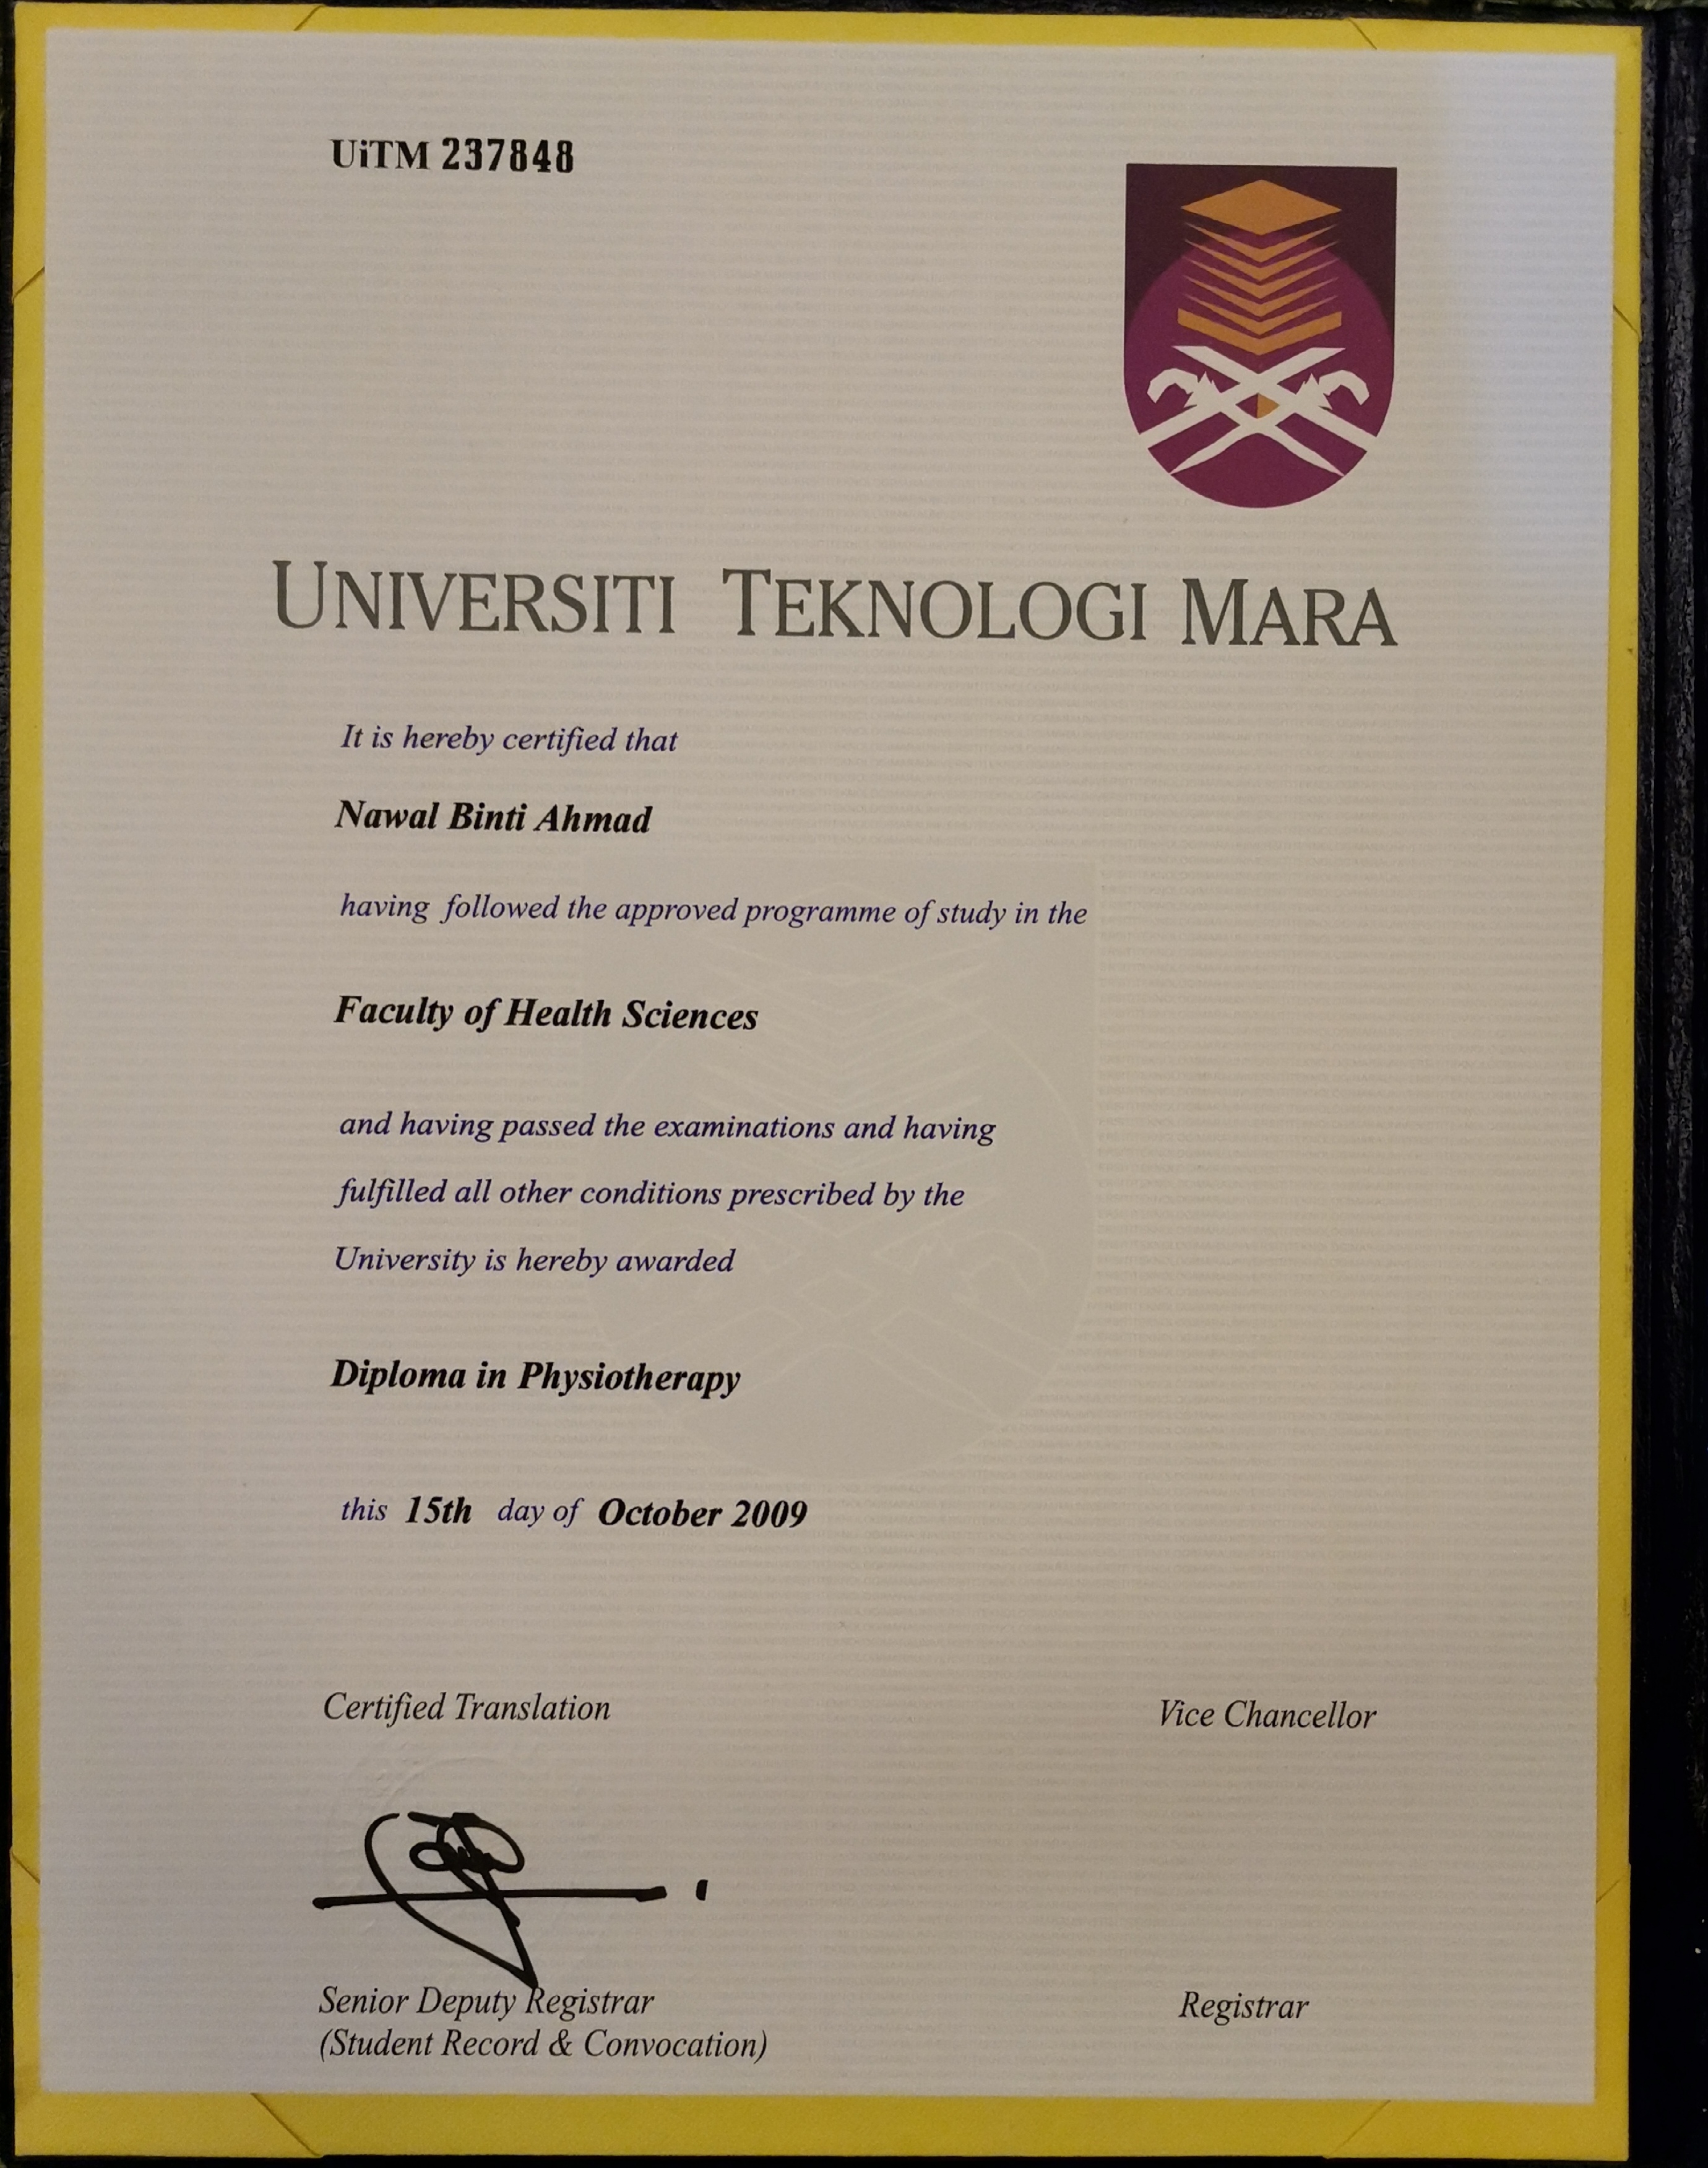 UiTM 237848
UNIVERSITI TEKNOLOGI MARA
It is hereby certified that
Nawal Binti Ahmad
having followed the approved programme of study in the
Faculty of Health Sciences
and having passed the examinations and having
fulfilled all other conditions prescribed by the
University is hereby awarded
Diploma in Physiotherapy
this 15th day of October 2009
Certified Translation
Vice Chancellor
Senior Deputy Registrar
(Student Record & Convocation)
Registrar